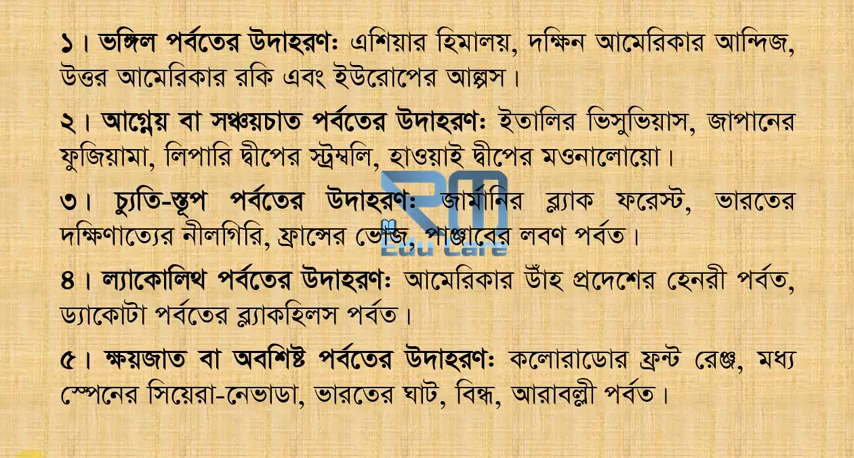 ১। ভঙ্গিল পর্বতের উদাহরণ: এশিয়ার হিমালয়, দক্ষিন আমেরিকার আন্দিজ,
উত্তর আমেরিকার রকি এবং ইউরোপের আল্পস।
২। আগ্নেয় বা সঞ্চয়চাত পর্বতের উদাহরণ: ইতালির ভিসুভিয়াস, জাপানের
ফুজিয়ামা, লিপারি দ্বীপের স্ট্রম্বলি, হাওয়াই দ্বীপের মওনালোয়ো।
৩। চ্যুতি-স্তূপ পর্বতের উদাহরণ: জার্মানির ব্ল্যাক ফরেস্ট, ভারতের
দক্ষিণাত্যের নীলগিরি, ফ্রান্সের ভোঁজ, পাঞ্জাবের লবণ পর্বত।
RM
Edu Care
৪। ল্যাকোলিথ পর্বতের উদাহরণ: আমেরিকার উাঁহ প্রদেশের হেনরী পর্বত,
ড্যাকোটা পর্বতের ব্ল্যাকহিলস পর্বত।
৫। ক্ষয়জাত বা অবশিষ্ট পর্বতের উদাহরণ: কলোরাডোর ফ্রন্ট রেঞ্জ, মধ্য
স্পেনের সিয়েরা-নেভাডা, ভারতের ঘাট, বিন্ধ, আরাবল্লী পর্বত।